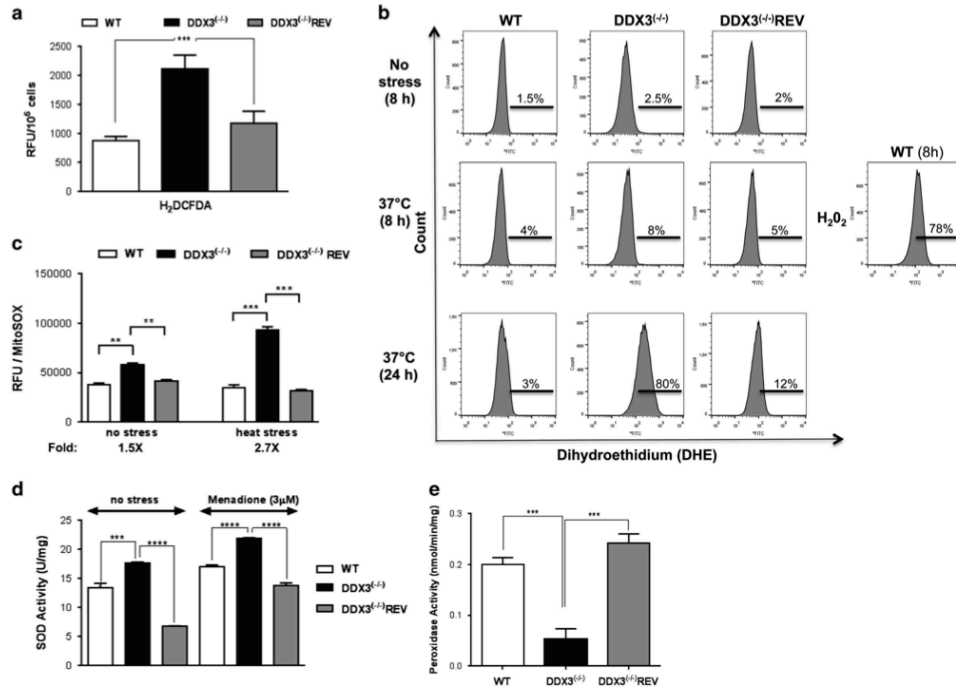 a
WT DDX3(-/-) DDX3(-/-)REV
***
RFU/10⁶ cells
2500
2000
1500
1000
500
0
H₂DCFDA
b
WT DDX3(-/-) DDX3(-/-)REV
No stress (8 h)
1.5% 2.5% 2%
37°C (8 h)
4% 8% 5%
37°C (24 h)
3% 80% 12%
Count
Dihydroethidium (DHE)
WT (8h)
H₂0₂
78%
c
WT DDX3(-/-) DDX3(-/-) REV
RFU / MitoSOX
150000
100000
50000
0
** ** *** ***
no stress heat stress
Fold: 1.5X 2.7X
d
no stress Menadione (3µM)
SOD Activity (U/mg)
25
20
15
10
5
0
*** **** **** ****
WT
DDX3(-/-)
DDX3(-/-)REV
e
Peroxidase Activity (nmol/min/mg)
0.3
0.2
0.1
0.0
*** ***
WT DDX3(-/-) DDX3(-/-)REV